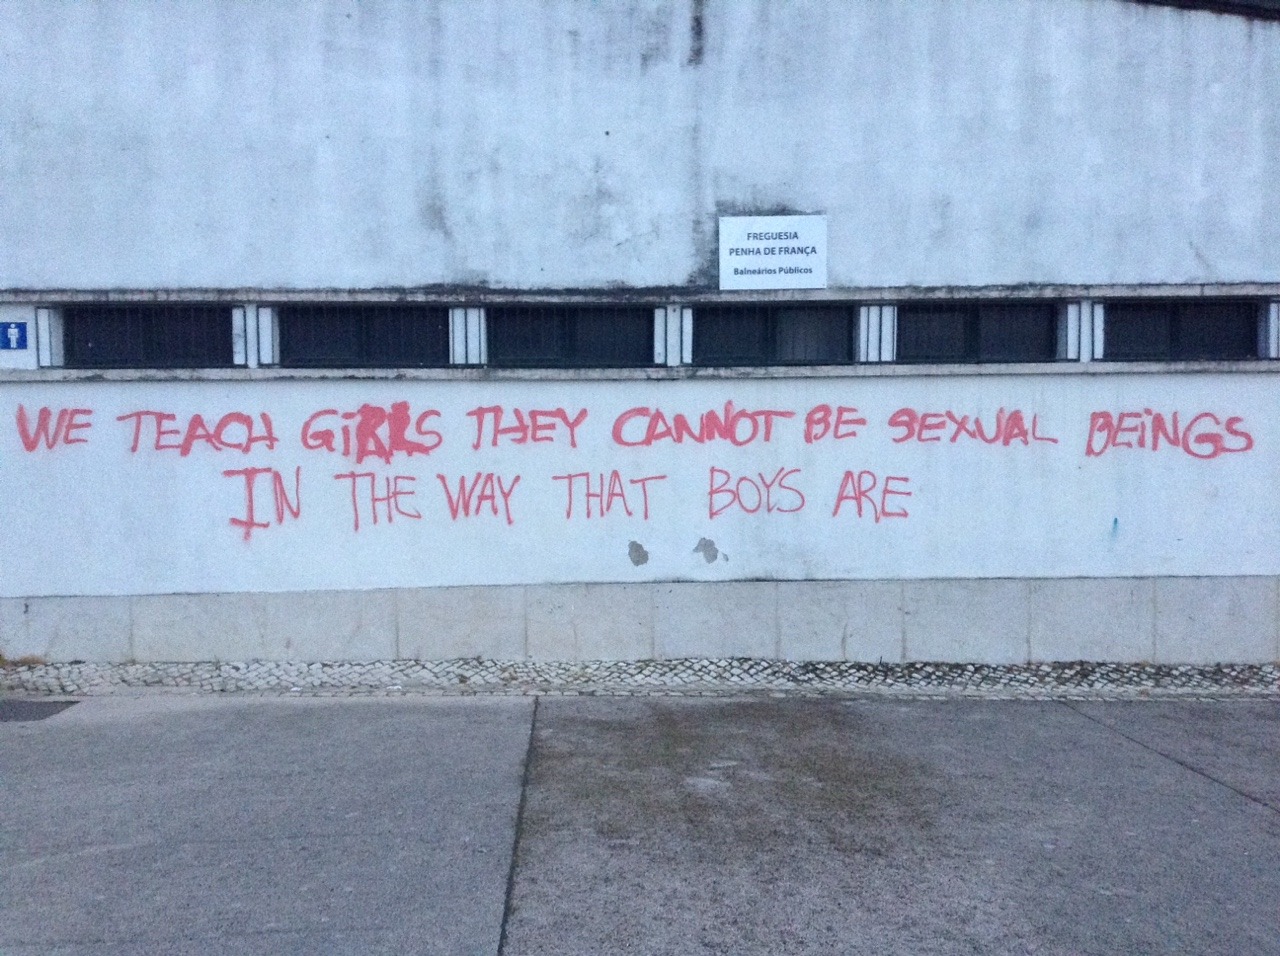 FREGUESIA
PENHA DE FRANÇA
Balneários Públicos
WE TEACH GiRLS THEY CANNOT BE SEXUAL BEiNGS
IN THE WAY THAT BOYS ARE